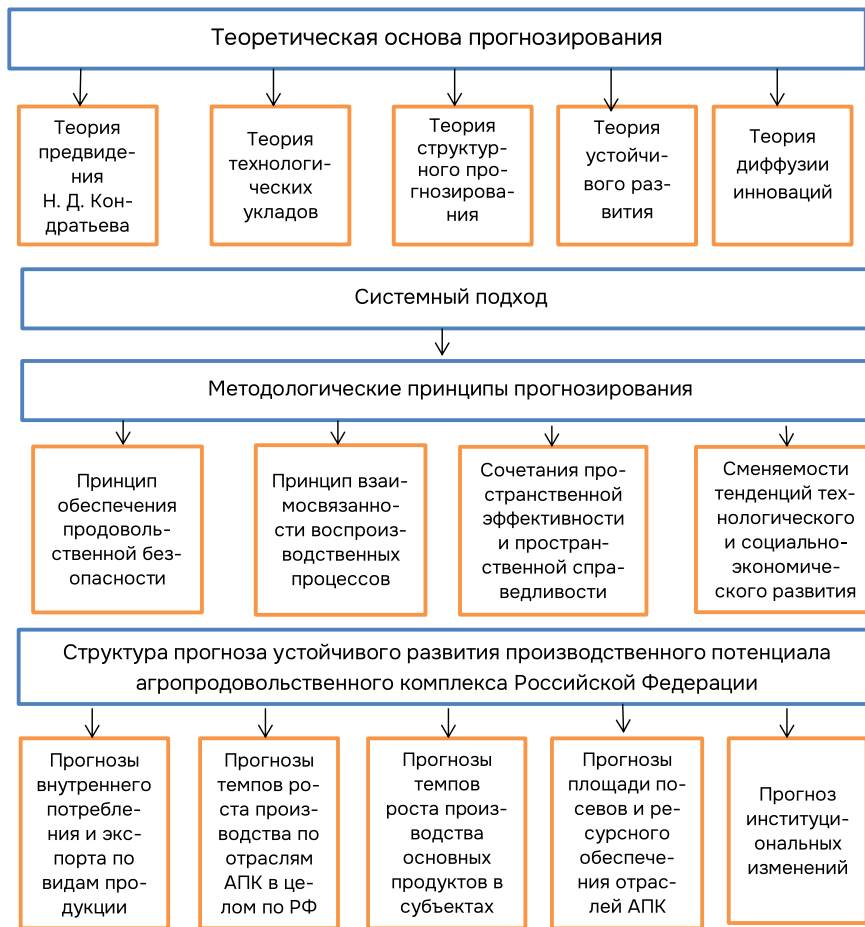 Теоретическая основа прогнозирования
Теория
предвиде-
ния
Н. Д. Кон-
дратьева
Теория
технологи-
ческих
укладов
Теория
структур-
ного про-
гнозирова-
ния
Теория
устойчи-
вого раз-
вития
Теория
диффузии
инноваций
Системный подход
Методологические принципы прогнозирования
Принцип
обеспечения
продоволь-
ственной без-
опасности
Принцип взаи-
мосвязанно-
сти воспроиз-
водственных
процессов
Сочетания про-
странственной
эффективности
и простран-
ственной спра-
ведливости
Сменяемости
тенденций тех-
нологического
и социально-
экономиче-
ского развития
Структура прогноза устойчивого развития производственного потенциала
агропродовольственного комплекса Российской Федерации
Прогнозы
внутреннего
потребле-
ния и экс-
порта по
видам про-
дукции
Прогнозы
темпов ро-
ста произ-
водства по
отраслям
АПК в це-
лом по РФ
Прогнозы
темпов
роста произ-
водства
основных
продуктов в
субъектах
Прогнозы
площади по-
севов и ре-
сурсного
обеспече-
ния отрас-
лей АПК
Прогноз
институци-
ональных
изменений